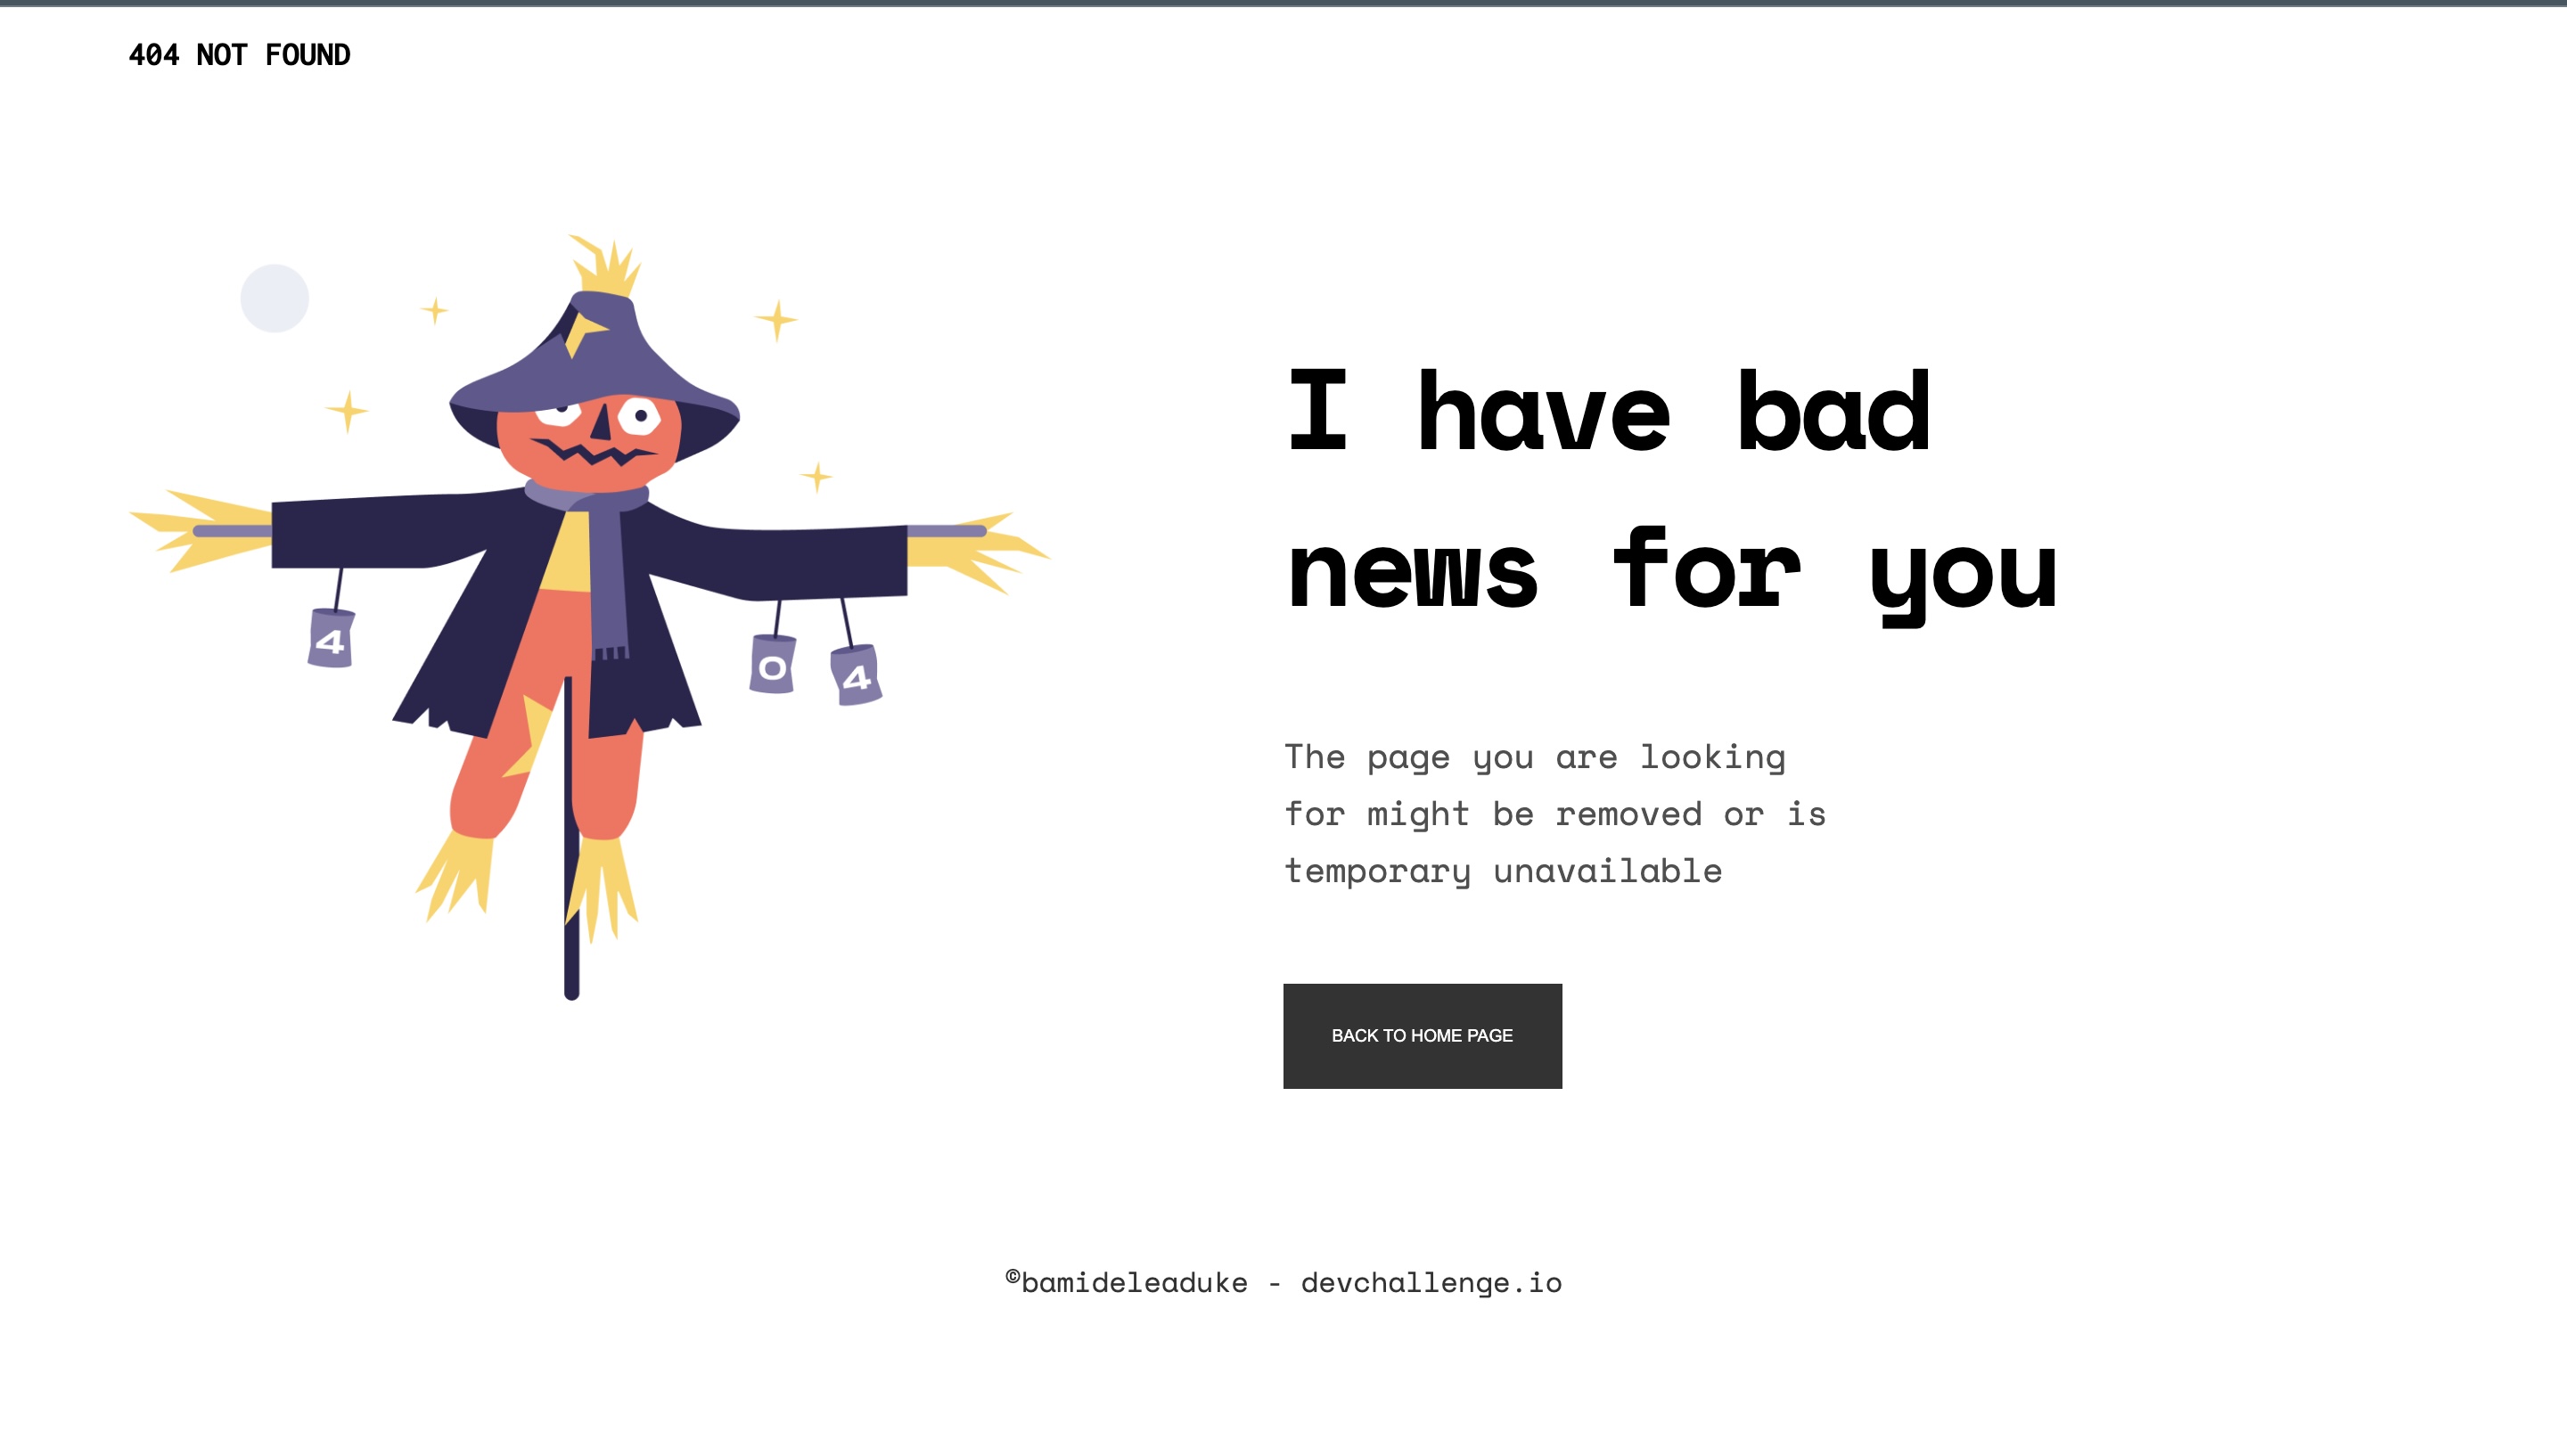 404 NOT FOUND
4
0
4
I have bad
news for you
The page you are looking
for might be removed or is
temporary unavailable
BACK TO HOME PAGE
©bamideleaduke - devchallenge.io